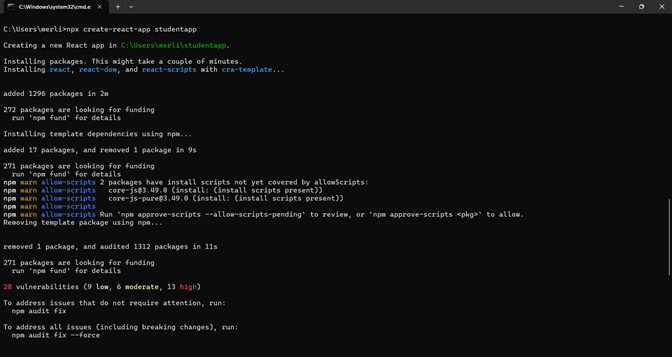 C:\Windows\system32\cmd.e:
C:\Users\merli>npx create-react-app studentapp
Creating a new React app in C:\Users\merli\studentapp.
Installing packages. This might take a couple of minutes.
Installing react, react-dom, and react-scripts with cra-template...
added 1296 packages in 2m
272 packages are looking for funding
run `npm fund` for details
Installing template dependencies using npm...
added 17 packages, and removed 1 package in 9s
271 packages are looking for funding
run `npm fund` for details
npm warn allow-scripts 2 packages have install scripts not yet covered by allowScripts:
npm warn allow-scripts   core-js@3.49.0 (install: (install scripts present))
npm warn allow-scripts   core-js-pure@3.49.0 (install: (install scripts present))
npm warn allow-scripts
npm warn allow-scripts Run `npm approve-scripts --allow-scripts-pending` to review, or `npm approve-scripts <pkg>` to allow.
Removing template package using npm...
removed 1 package, and audited 1312 packages in 11s
271 packages are looking for funding
run `npm fund` for details
28 vulnerabilities (9 low, 6 moderate, 13 high)
To address issues that do not require attention, run:
npm audit fix
To address all issues (including breaking changes), run:
npm audit fix --force